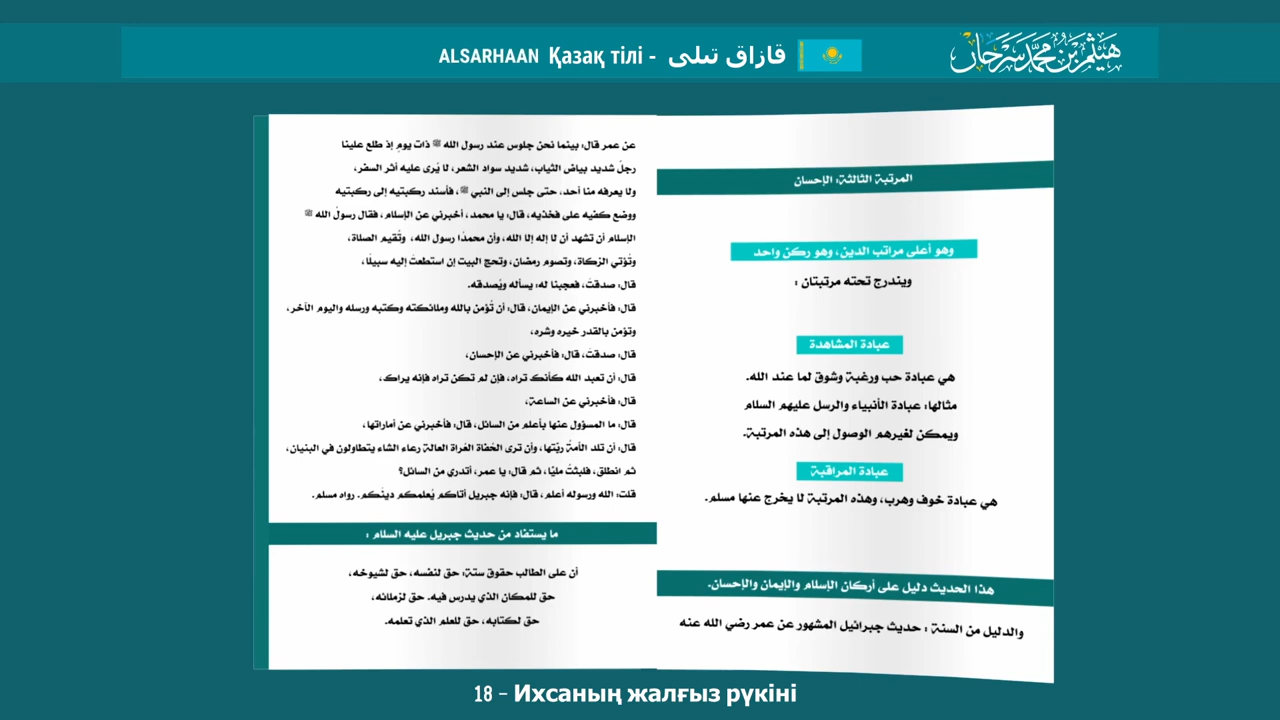 ALSARHAAN Қазақ тілі - قازاق تىلى
هيثم بن محمد سرحان
المرتبة الثالثة: الإحسان
وهو أعلى مراتب الدين، وهو ركن واحد
ويندرج تحته مرتبتان :
عبادة المشاهدة
هي عبادة حب ورغبة وشوق لما عند الله.
مثالها: عبادة الأنبياء والرسل عليهم السلام
ويمكن لغيرهم الوصول إلى هذه المرتبة.
عبادة المراقبة
هي عبادة خوف وهرب، وهذه المرتبة لا يخرج عنها مسلم.
هذا الحديث دليل على أركان الإسلام والإيمان والإحسان.
والدليل من السنة : حديث جبرائيل المشهور عن عمر رضي الله عنه
عن عمر قال: بينما نحن جلوس عند رسول الله ﷺ ذات يوم إذ طلع علينا
رجلٌ شديد بياض الثياب، شديد سواد الشعر، لا يُرى عليه أثر السفر،
ولا يعرفه منا أحد، حتى جلس إلى النبي ﷺ، فأسند ركبتيه إلى ركبتيه
ووضع كفيه على فخذيه، قال: يا محمد، أخبرني عن الإسلام، فقال رسولُ الله ﷺ
الإسلام أن تشهد أن لا إله إلا الله، وأن محمدًا رسول الله، وتُقيم الصلاة،
وتُؤتي الزكاة، وتصوم رمضان، وتحج البيت إن استطعتَ إليه سبيلًا،
قال: صدقتَ، فعجبنا له: يسأله ويُصدقه.
قال: فأخبرني عن الإيمان، قال: أن تُؤمن بالله وملائكته وكتبه ورسله واليوم الآخر،
وتؤمن بالقدر خيره وشره،
قال: صدقتَ، قال: فأخبرني عن الإحسان،
قال: أن تعبد الله كأنك تراه، فإن لم تكن تراه فإنه يراك،
قال: فأخبرني عن الساعة،
قال: ما المسؤول عنها بأعلم من السائل، قال: فأخبرني عن أماراتها،
قال: أن تلد الأمةُ ربّتها، وأن ترى الحُفاة العُراة العالة رعاء الشاء يتطاولون في البنيان،
ثم انطلق، فلبثتُ مليًا، ثم قال: يا عمر، أتدري من السائل؟
قلت: الله ورسوله أعلم، قال: فإنه جبريل أتاكم يُعلمكم دينَكم. رواه مسلم.
ما يستفاد من حديث جبريل عليه السلام :
أن على الطالب حقوق ستة: حق لنفسه، حق لشيوخه،
حق للمكان الذي يدرس فيه. حق لزملائه،
حق لكتابه، حق للعلم الذي تعلمه.
18 – Ихсаның жалғыз рүкіні